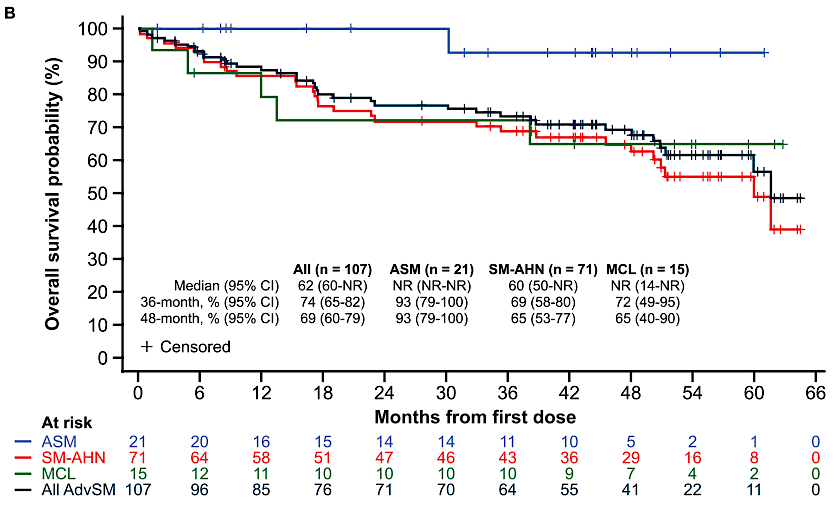 B
Overall survival probability (%)
100
90
80
70
60
50
40
30
20
10
0
All (n = 107) ASM (n = 21) SM-AHN (n = 71) MCL (n = 15)
Median (95% CI) 62 (60-NR) NR (NR-NR) 60 (50-NR) NR (14-NR)
36-month, % (95% CI) 74 (65-82) 93 (79-100) 69 (58-80) 72 (49-95)
48-month, % (95% CI) 69 (60-79) 93 (79-100) 65 (53-77) 65 (40-90)
+ Censored
0 6 12 18 24 30 36 42 48 54 60 66
Months from first dose
At risk
ASM 21 20 16 15 14 14 11 10 5 2 1 0
SM-AHN 71 64 58 51 47 46 43 36 29 16 8 0
MCL 15 12 11 10 10 10 10 9 7 4 2 0
All AdvSM 107 96 85 76 71 70 64 55 41 22 11 0